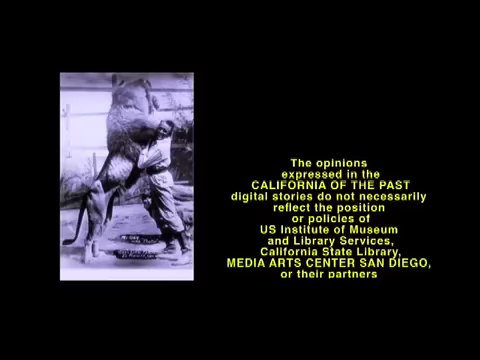 The opinions
expressed in the
CALIFORNIA OF THE PAST
digital stories do not necessarily
reflect the position
or policies of
US Institute of Museum
and Library Services,
California State Library,
MEDIA ARTS CENTER SAN DIEGO,
or their partners